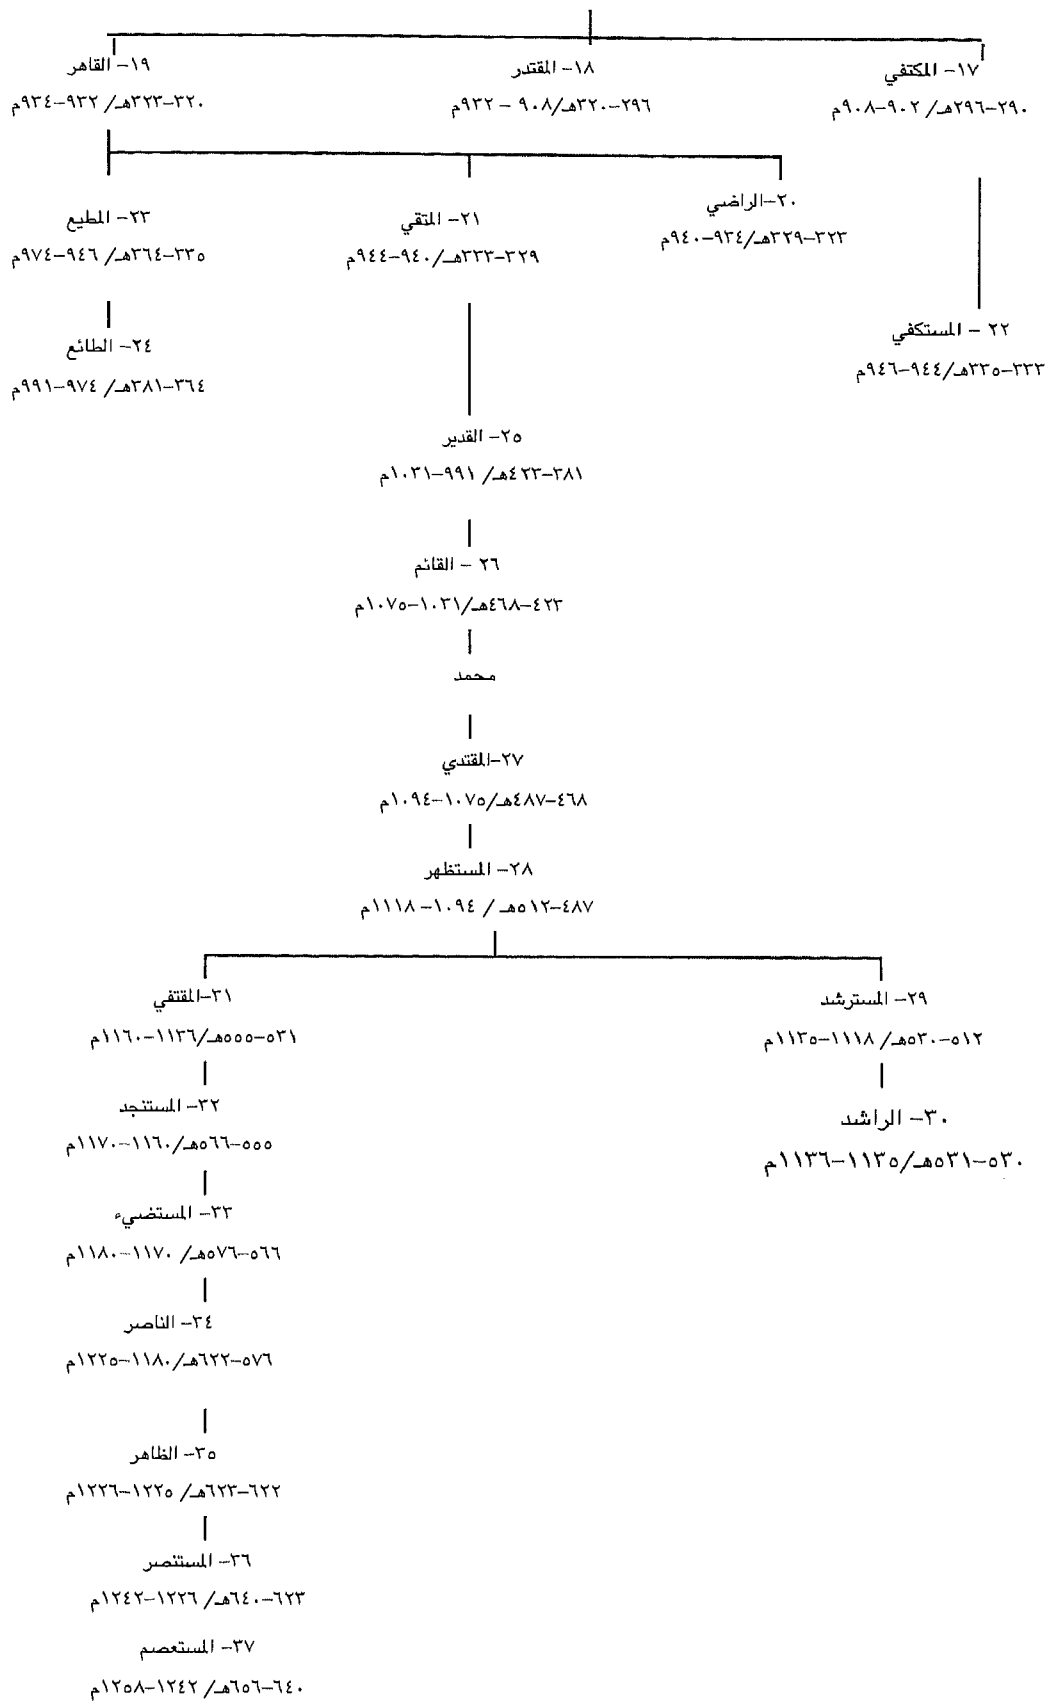 ١٧- المكتفي
٢٩٠-٢٩٦هـ/ ٩٠٢-٩٠٨م
١٨- المقتدر
٢٩٦-٣٢٠هـ/٩٠٨ - ٩٣٢م
١٩- القاهر
٣٢٠-٣٢٣هـ/ ٩٣٢-٩٣٤م
٢٠-الراضي
٣٢٣-٣٢٩هـ/٩٣٤-٩٤٠م
٢١- المتقي
٣٢٩-٣٣٣هـ/٩٤٠-٩٤٤م
٢٣- المطيع
٣٣٥-٣٦٤هـ/ ٩٤٦-٩٧٤م
٢٢ - المستكفي
٣٣٣-٣٣٥هـ/٩٤٤-٩٤٦م
٢٤- الطائع
٣٦٤-٣٨١هـ/ ٩٧٤-٩٩١م
٢٥- القدير
٣٨١-٤٢٣هـ/ ٩٩١-١٠٣١م
٢٦ - القائم
٤٢٣-٤٦٨هـ/١٠٣١-١٠٧٥م
محمد
٢٧-المقتدي
٤٦٨-٤٨٧هـ/١٠٧٥-١٠٩٤م
٢٨- المستظهر
٤٨٧-٥١٢هـ / ١٠٩٤-١١١٨م
٢٩- المسترشد
٥١٢-٥٣٠هـ/ ١١١٨-١١٣٥م
٣٠- الراشد
٥٣٠-٥٣١هـ/١١٣٥-١١٣٦م
٣١-المقتفي
٥٣١-٥٥٥هـ/١١٣٦-١١٦٠م
٣٢- المستنجد
٥٥٥-٥٦٦هـ/١١٦٠-١١٧٠م
٣٣- المستضيء
٥٦٦-٥٧٦هـ/ ١١٧٠-١١٨٠م
٣٤- الناصر
٥٧٦-٦٢٢هـ/١١٨٠-١٢٢٥م
٣٥- الظاهر
٦٢٢-٦٢٣هـ/ ١٢٢٥-١٢٢٦م
٣٦- المستنصر
٦٢٣-٦٤٠هـ/ ١٢٢٦-١٢٤٢م
٣٧- المستعصم
٦٤٠-٦٥٦هـ/ ١٢٤٢-١٢٥٨م